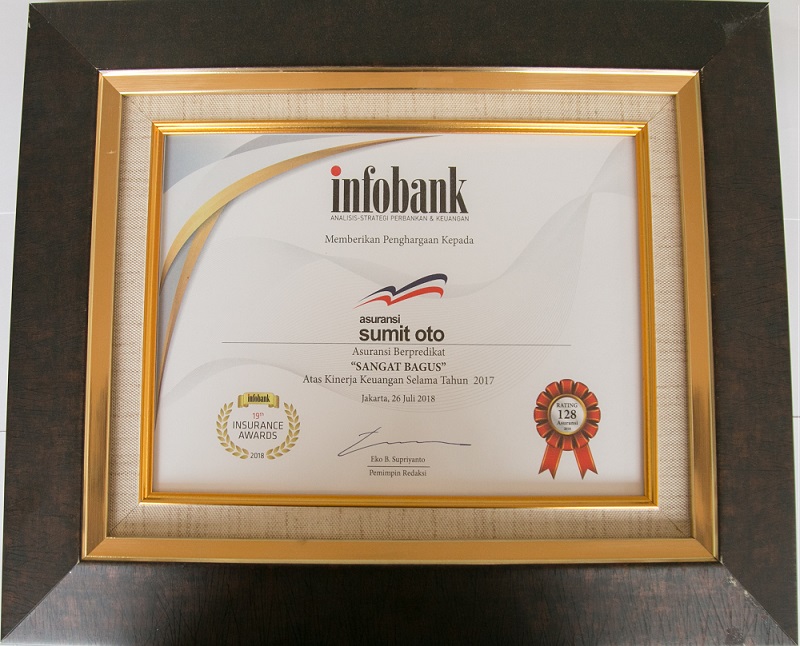 infobank
ANALISIS-STRATEGI PERBANKAN & KEUANGAN
Memberikan Penghargaan Kepada
asuransi
sumit oto
Asuransi Berpredikat
“SANGAT BAGUS”
Atas Kinerja Keuangan Selama Tahun 2017
Jakarta, 26 Juli 2018
infobank
19th
INSURANCE
AWARDS
2018
RATING
128
Asuransi
2018
Eko B. Supriyanto
Pemimpin Redaksi